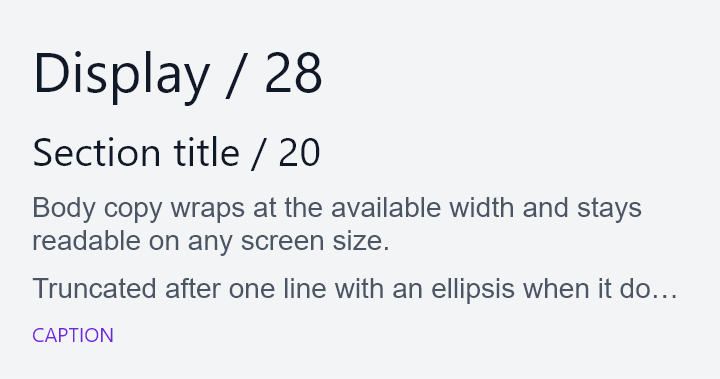 Display / 28
Section title / 20
Body copy wraps at the available width and stays
readable on any screen size.
Truncated after one line with an ellipsis when it do…
CAPTION